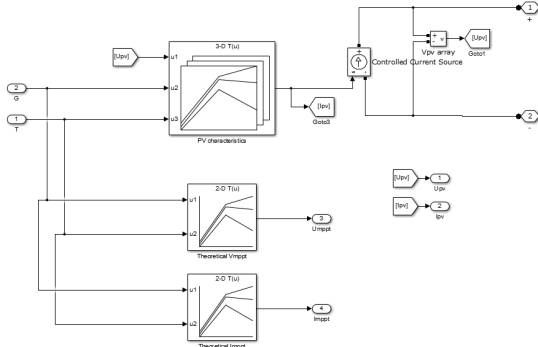 1
+
3-D T(u)
[Upv]
u1
u2
u3
PV characteristics
2
G
1
T
[Ipv]
Goto3
Controlled Current Source
+
-
v
Vpv array
[Upv]
Goto1
2
-
2-D T(u)
u1
u2
Theoretical Vmppt
3
Umppt
[Upv]
1
Upv
[Ipv]
2
Ipv
2-D T(u)
u1
u2
Theoretical Imppt
4
Imppt